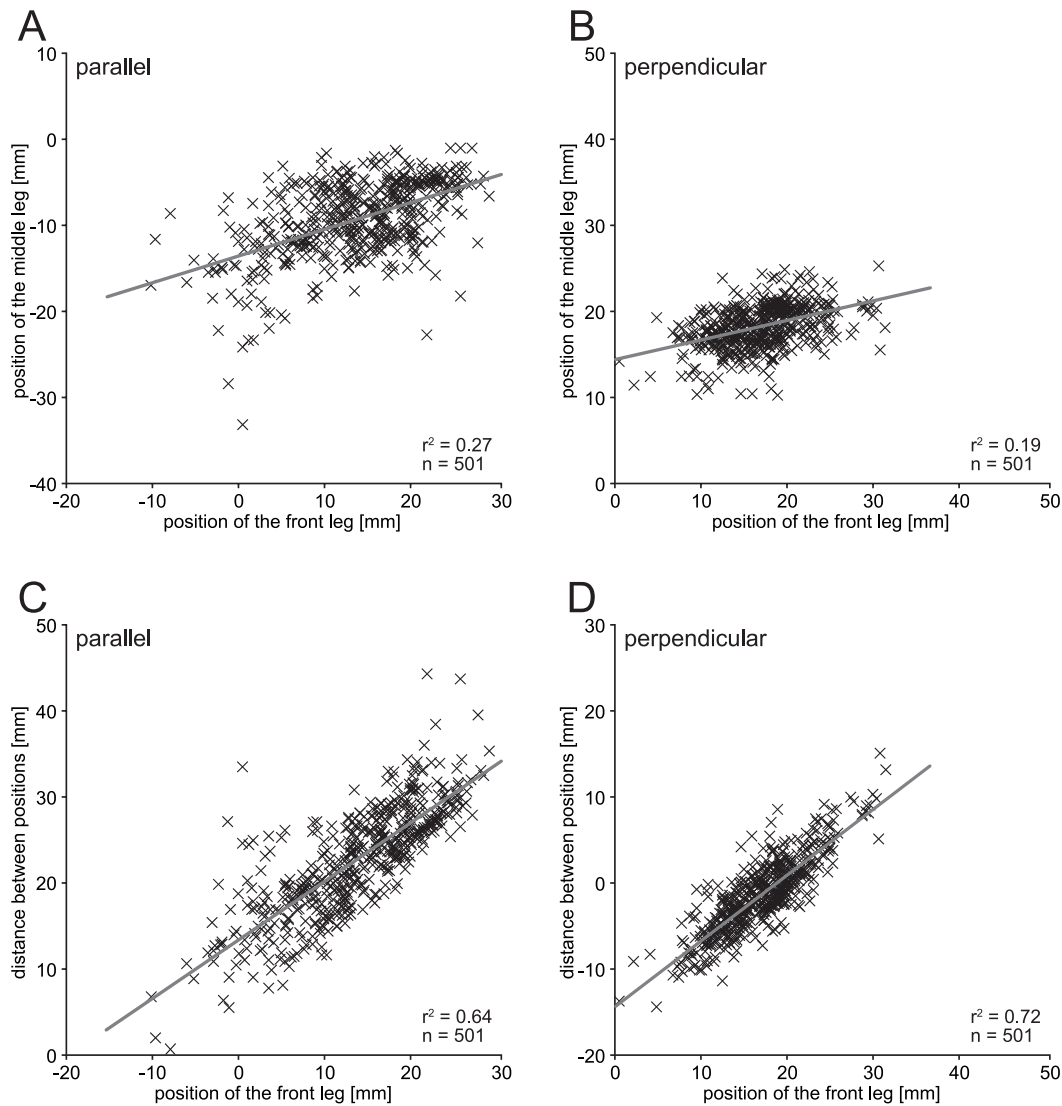 A
parallel
10
0
-10
-20
-30
-40
position of the middle leg [mm]
r² = 0.27
n = 501
-20
-10
0
10
20
30
position of the front leg [mm]
B
perpendicular
50
40
30
20
10
0
position of the middle leg [mm]
r² = 0.19
n = 501
0
10
20
30
40
50
position of the front leg [mm]
C
parallel
50
40
30
20
10
0
distance between positions [mm]
r² = 0.64
n = 501
-20
-10
0
10
20
30
position of the front leg [mm]
D
perpendicular
30
20
10
0
-10
-20
distance between positions [mm]
r² = 0.72
n = 501
0
10
20
30
40
50
position of the front leg [mm]